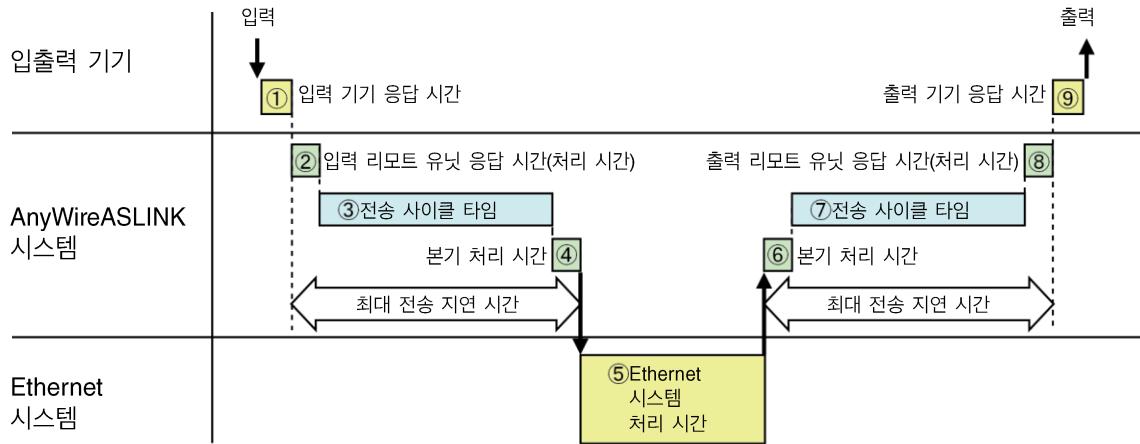 입력
출력
입출력 기기
① 입력 기기 응답 시간
출력 기기 응답 시간 ⑨
② 입력 리모트 유닛 응답 시간(처리 시간)
출력 리모트 유닛 응답 시간(처리 시간) ⑧
AnyWireASLINK
시스템
③전송 사이클 타임
⑦전송 사이클 타임
본기 처리 시간 ④
⑥ 본기 처리 시간
최대 전송 지연 시간
최대 전송 지연 시간
Ethernet
시스템
⑤Ethernet
시스템
처리 시간